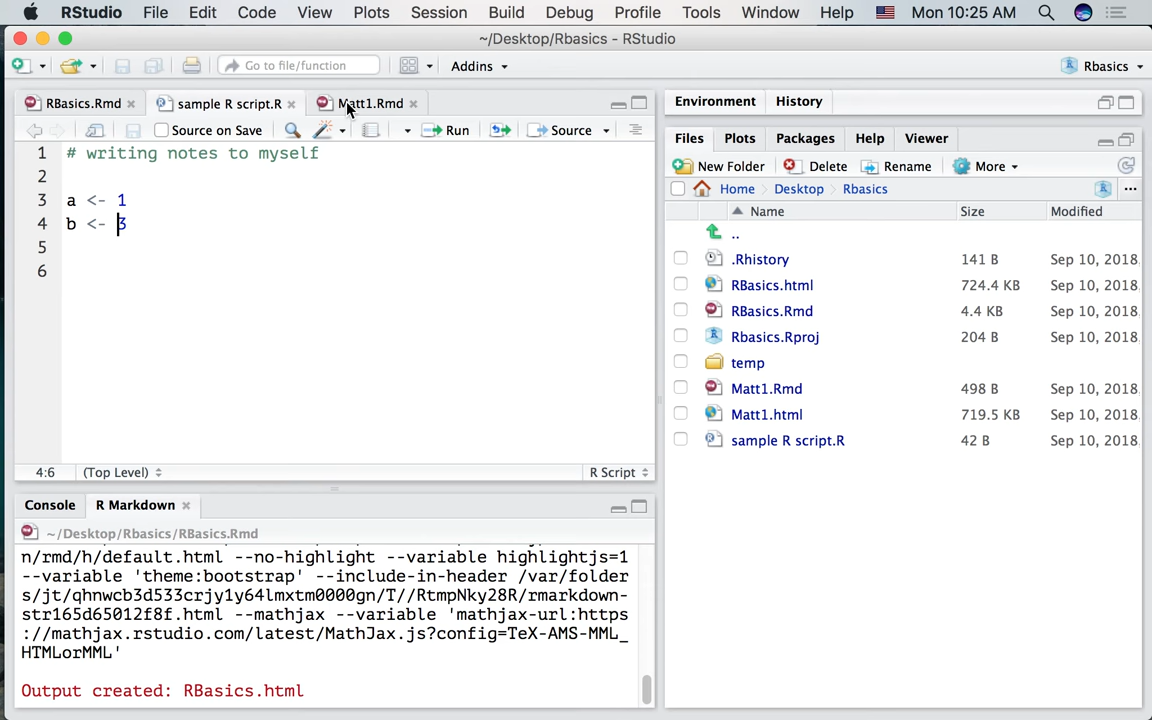 RStudio File Edit Code View Plots Session Build Debug Profile Tools Window Help Mon 10:25 AM
~/Desktop/Rbasics - RStudio
Go to file/function Addins Rbasics
RBasics.Rmd sample R script.R Matt1.Rmd
Source on Save Run Source
1 # writing notes to myself
2
3 a <- 1
4 b <- 3
5
6
4:6 (Top Level) R Script
Console R Markdown
~/Desktop/Rbasics/RBasics.Rmd
n/rmd/h/default.html --no-highlight --variable highlightjs=1
--variable 'theme:bootstrap' --include-in-header /var/folder
s/jt/qhnwcb3d533crjy1y64lmxtm0000gn/T//RtmpNky28R/rmarkdown-
str165d65012f8f.html --mathjax --variable 'mathjax-url:https
://mathjax.rstudio.com/latest/MathJax.js?config=TeX-AMS-MML_
HTMLorMML'
Output created: RBasics.html
Environment History
Files Plots Packages Help Viewer
New Folder Delete Rename More
Home Desktop Rbasics ...
Name Size Modified
..
.Rhistory 141 B Sep 10, 2018,
RBasics.html 724.4 KB Sep 10, 2018,
RBasics.Rmd 4.4 KB Sep 10, 2018,
Rbasics.Rproj 204 B Sep 10, 2018,
temp
Matt1.Rmd 498 B Sep 10, 2018,
Matt1.html 719.5 KB Sep 10, 2018,
sample R script.R 42 B Sep 10, 2018,